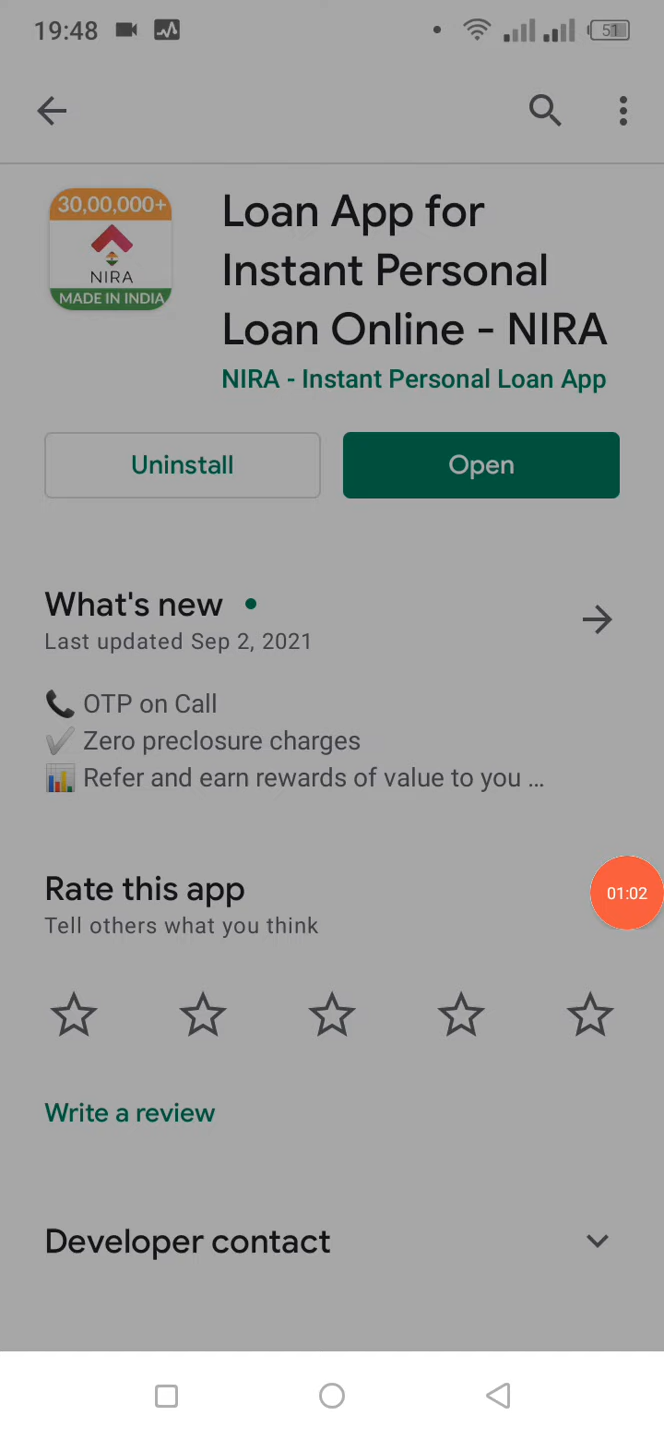 19:48
51
30,00,000+
NIRA
MADE IN INDIA
Loan App for
Instant Personal
Loan Online - NIRA
NIRA - Instant Personal Loan App
Uninstall
Open
What's new
Last updated Sep 2, 2021
📞 OTP on Call
✔️ Zero preclosure charges
📊 Refer and earn rewards of value to you ...
Rate this app
Tell others what you think
01:02
Write a review
Developer contact